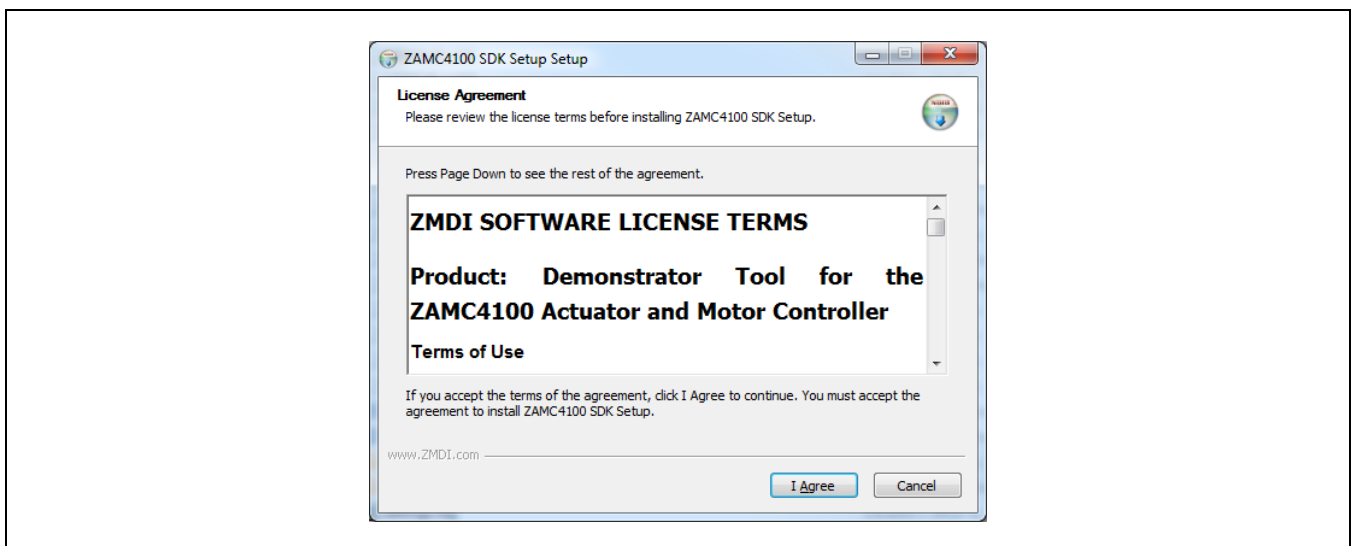 ZAMC4100 SDK Setup Setup
License Agreement
Please review the license terms before installing ZAMC4100 SDK Setup.
Press Page Down to see the rest of the agreement.
ZMDI SOFTWARE LICENSE TERMS
Product: Demonstrator Tool for the
ZAMC4100 Actuator and Motor Controller
Terms of Use
If you accept the terms of the agreement, click I Agree to continue. You must accept the
agreement to install ZAMC4100 SDK Setup.
www.ZMDI.com
I Agree
Cancel